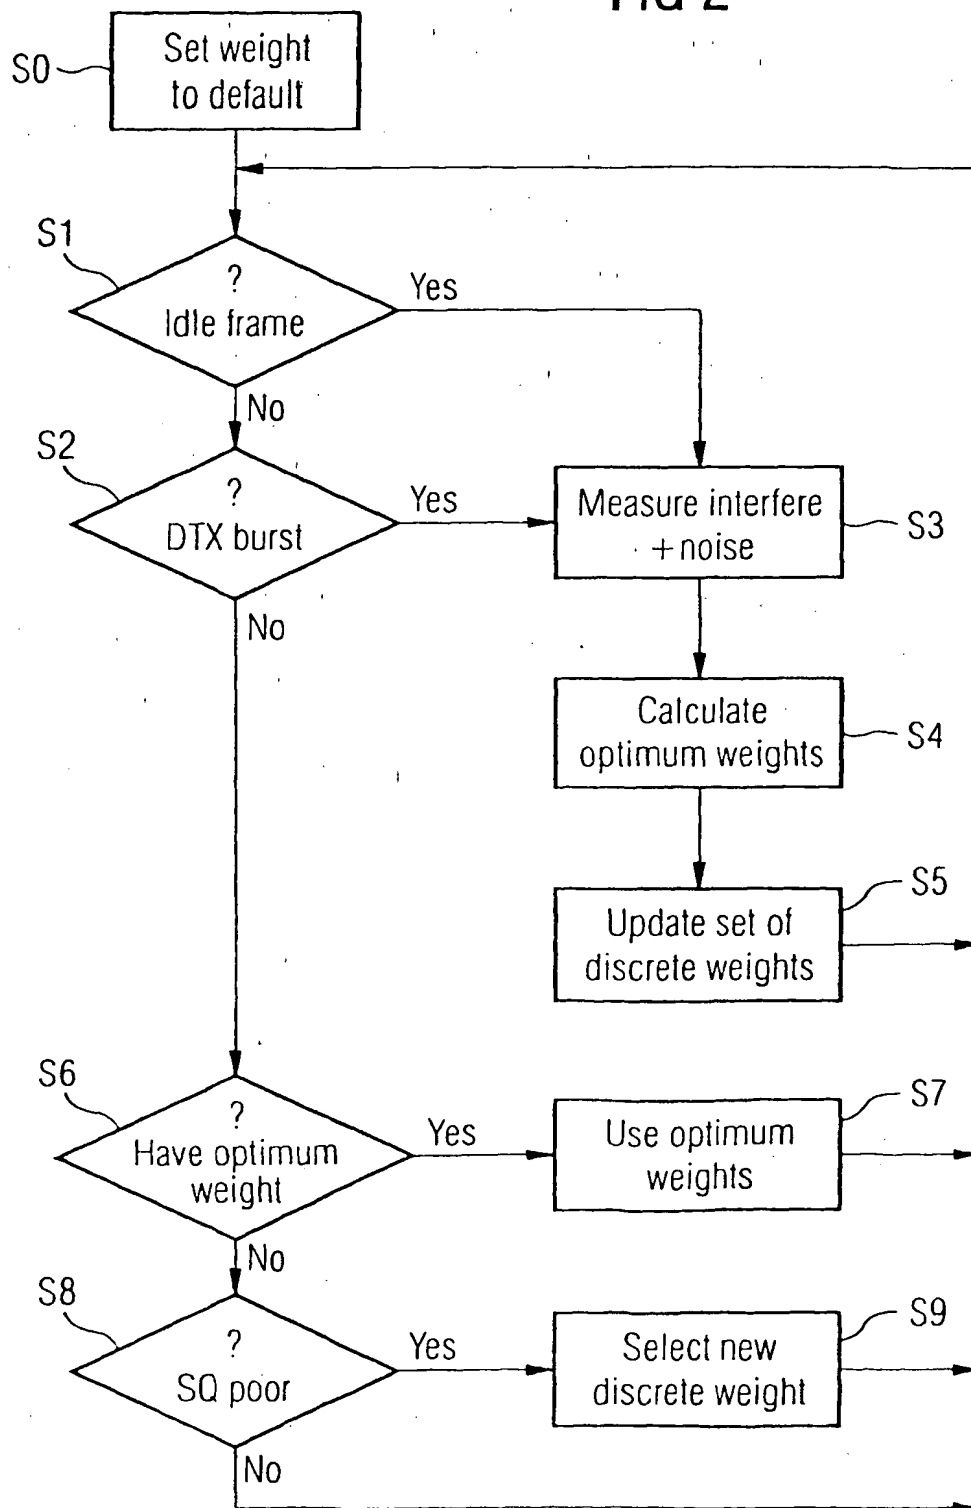 FIG 2
S0
Set weight
to default
S1
?
Idle frame
Yes
No
S2
?
DTX burst
Yes
No
Measure interfere
+noise
S3
Calculate
optimum weights
S4
S5
Update set of
discrete weights
S6
?
Have optimum
weight
Yes
No
S7
Use optimum
weights
S8
?
SQ poor
Yes
No
S9
Select new
discrete weight